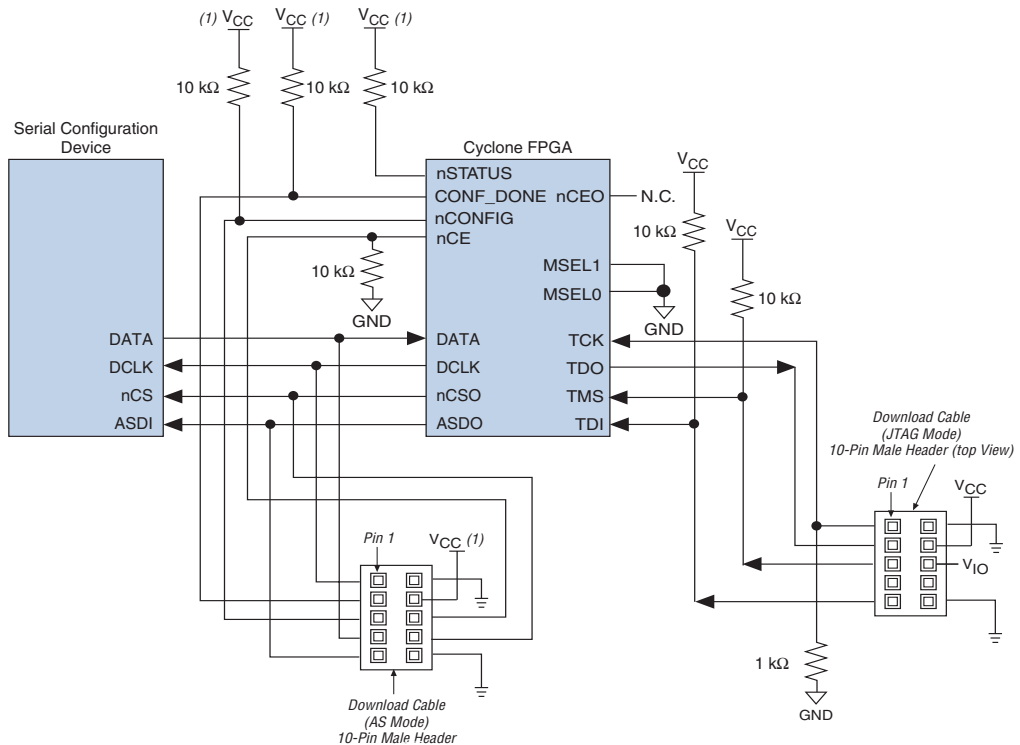 (1) VCC
VCC (1)
VCC (1)
10 kΩ
10 kΩ
10 kΩ
Serial Configuration
Device
Cyclone FPGA
nSTATUS
CONF_DONE
nCONFIG
nCE
nCEO
N.C.
VCC
VCC
10 kΩ
10 kΩ
10 kΩ
GND
MSEL1
MSEL0
GND
DATA
DCLK
nCS
ASDI
DATA
DCLK
nCSO
ASDO
TCK
TDO
TMS
TDI
Download Cable
(JTAG Mode)
10-Pin Male Header (top View)
Pin 1
VCC
VIO
Pin 1
VCC (1)
1 kΩ
GND
Download Cable
(AS Mode)
10-Pin Male Header